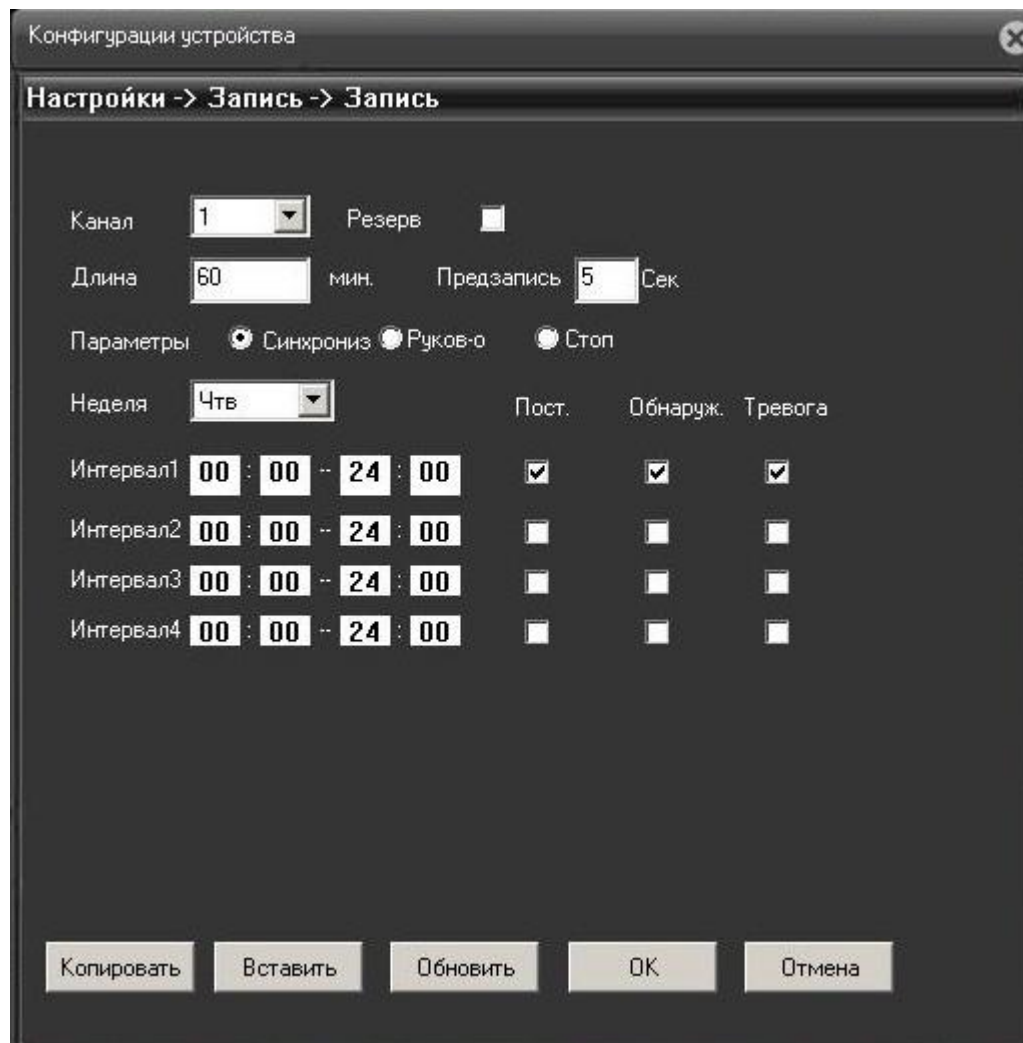 Конфигурации устройства
Настройки -> Запись -> Запись
Канал 1 Резерв
Длина 60 мин. Предзапись 5 Сек
Параметры Синхрониз Руков-о Стоп
Неделя Чтв Пост. Обнаруж. Тревога
Интервал1 00 : 00 -- 24 : 00
Интервал2 00 : 00 -- 24 : 00
Интервал3 00 : 00 -- 24 : 00
Интервал4 00 : 00 -- 24 : 00
Копировать Вставить Обновить OK Отмена